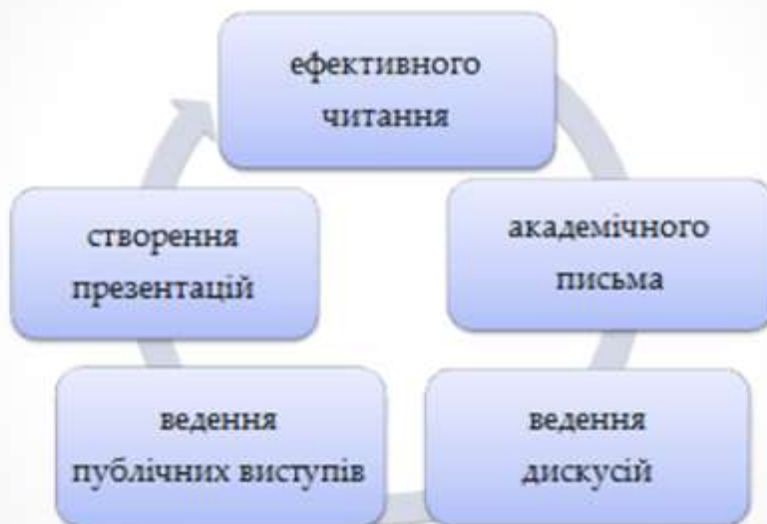 ефективного
читання
академічного
письма
ведення
дискусій
ведення
публічних виступів
створення
презентацій